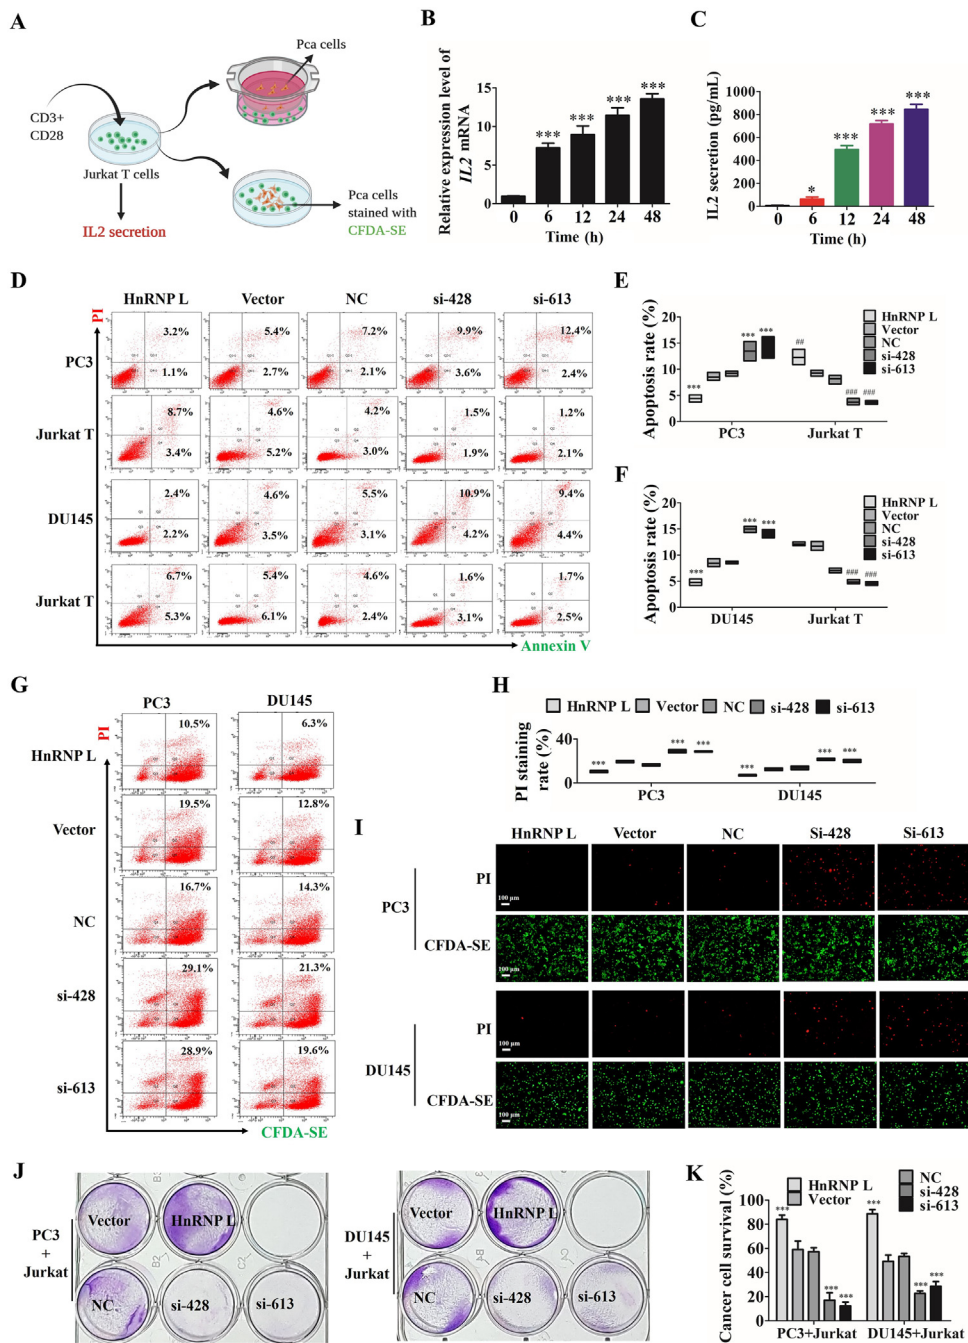 A
CD3+
CD28
Jurkat T cells
IL2 secretion
Pca cells
Pca cells
stained with
CFDA-SE
B
Relative expression level of
IL2 mRNA
15
10
5
0
***
***
***
***
0 6 12 24 48
Time (h)
C
IL2 secretion (pg/mL)
1000
800
600
400
200
0
*
***
***
***
0 6 12 24 48
Time (h)
D
HnRNP L Vector NC si-428 si-613
PI
PC3
3.2% 5.4% 7.2% 9.9% 12.4%
1.1% 2.7% 2.1% 3.6% 2.4%
Jurkat T
8.7% 4.6% 4.2% 1.5% 1.2%
3.4% 5.2% 3.0% 1.9% 2.1%
DU145
2.4% 4.6% 5.5% 10.9% 9.4%
2.2% 3.5% 3.1% 4.2% 4.4%
Jurkat T
6.7% 5.4% 4.6% 1.6% 1.7%
5.3% 6.1% 2.4% 3.1% 2.5%
Annexin V
E
Apoptosis rate (%)
20
15
10
5
0
***
*** ***
##
### ###
PC3 Jurkat T
HnRNP L
Vector
NC
si-428
si-613
F
Apoptosis rate (%)
20
15
10
5
0
***
*** ***
### ###
DU145 Jurkat T
HnRNP L
Vector
NC
si-428
si-613
G
PC3 DU145
PI
HnRNP L
10.5% 6.3%
Vector
19.5% 12.8%
NC
16.7% 14.3%
si-428
29.1% 21.3%
si-613
28.9% 19.6%
CFDA-SE
H
HnRNP L Vector NC si-428 si-613
PI staining
rate (%)
40
20
0
*** *** *** *** *** ***
PC3 DU145
I
HnRNP L Vector NC Si-428 Si-613
PC3
PI
100 μm
CFDA-SE
100 μm
DU145
PI
100 μm
CFDA-SE
100 μm
J
PC3
+
Jurkat
Vector HnRNP L
NC si-428 si-613
DU145
+
Jurkat
Vector HnRNP L
NC si-428 si-613
K
Cancer cell survival (%)
100
80
60
40
20
0
HnRNP L
Vector
NC
si-428
si-613
*** *** *** *** *** ***
PC3+Jurkat DU145+Jurkat